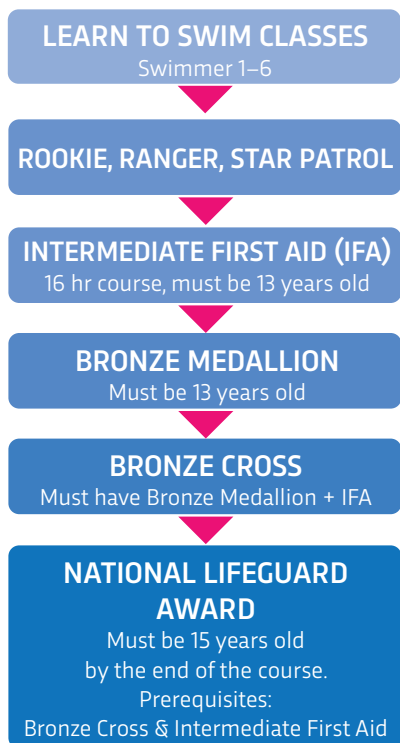 LEARN TO SWIM CLASSES
Swimmer 1–6
ROOKIE, RANGER, STAR PATROL
INTERMEDIATE FIRST AID (IFA)
16 hr course, must be 13 years old
BRONZE MEDALLION
Must be 13 years old
BRONZE CROSS
Must have Bronze Medallion + IFA
NATIONAL LIFEGUARD
AWARD
Must be 15 years old
by the end of the course.
Prerequisites:
Bronze Cross & Intermediate First Aid